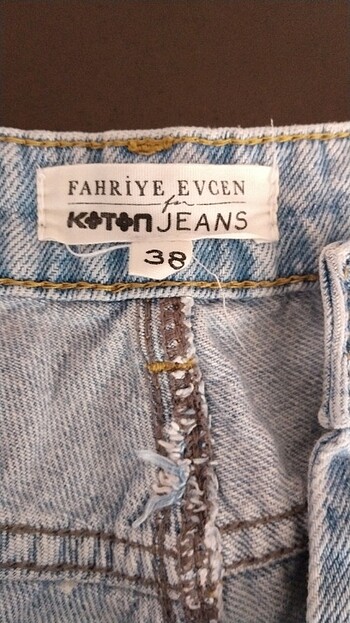 FAHRİYE EVCEN
for
KOTON JEANS
38